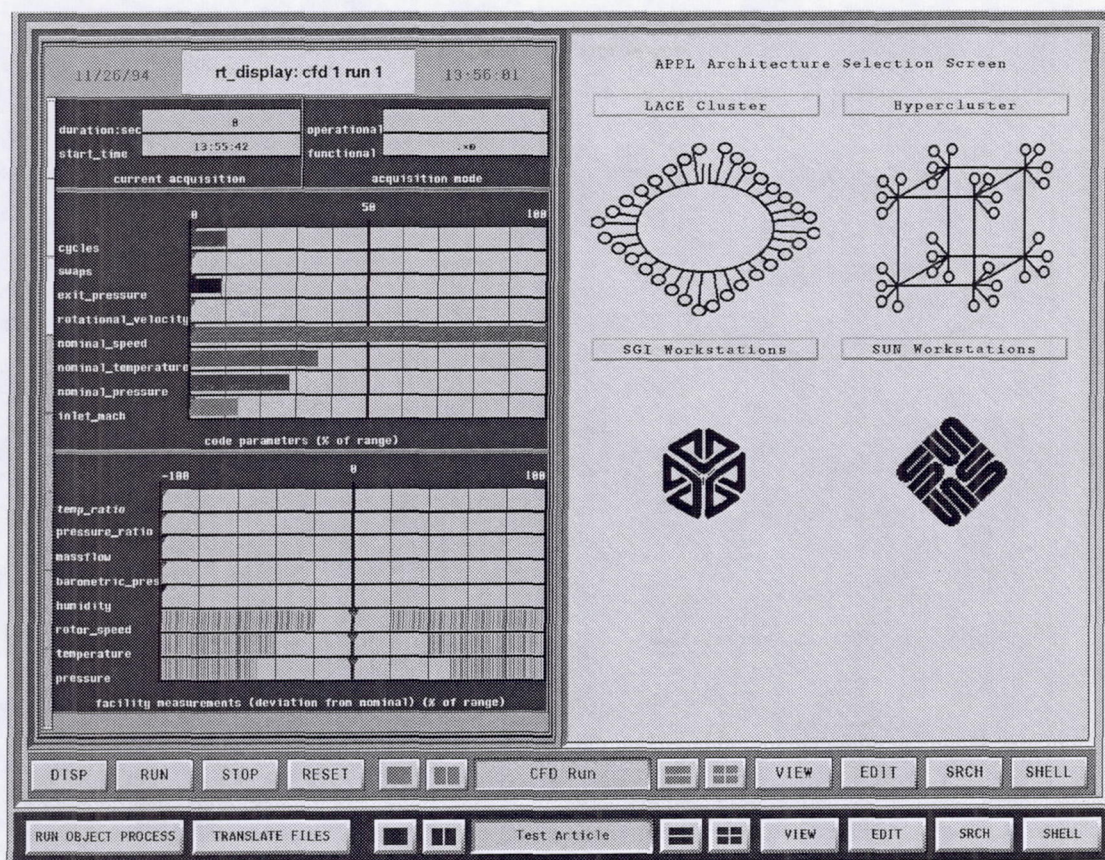 11/26/94 rt_display: cfd 1 run 1 13:56:01
duration:sec 0 operational
start_time 13:55:42 functional .×0
current acquisition acquisition mode
0 50 100
cycles
swaps
exit_pressure
rotational_velocity
nominal_speed
nominal_temperature
nominal_pressure
inlet_mach
code parameters (% of range)
-100 0 100
temp_ratio
pressure_ratio
massflow
barometric_pres
humidity
rotor_speed
temperature
pressure
facility measurements (deviation from nominal) (% of range)
APPL Architecture Selection Screen
LACE Cluster Hypercluster
SGI Workstations SUN Workstations
DISP RUN STOP RESET CFD Run VIEW EDIT SRCH SHELL
RUN OBJECT PROCESS TRANSLATE FILES Test Article VIEW EDIT SRCH SHELL